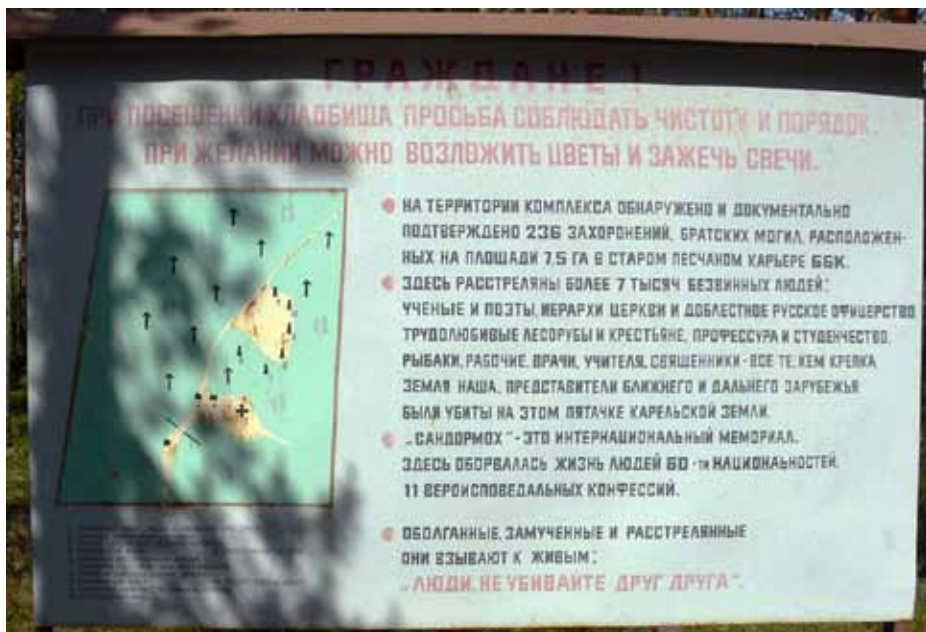 ГРАЖДАНЕ!
ПРИ ПОСЕЩЕНИИ КЛАДБИЩА ПРОСЬБА СОБЛЮДАТЬ ЧИСТОТУ И ПОРЯДОК.
ПРИ ЖЕЛАНИИ МОЖНО ВОЗЛОЖИТЬ ЦВЕТЫ И ЗАЖЕЧЬ СВЕЧИ.
НА ТЕРРИТОРИИ КОМПЛЕКСА ОБНАРУЖЕНО И ДОКУМЕНТАЛЬНО
ПОДТВЕРЖДЕНО 236 ЗАХОРОНЕНИЙ, БРАТСКИХ МОГИЛ, РАСПОЛОЖЕН-
НЫХ НА ПЛОЩАДИ 7,5 ГА В СТАРОМ ПЕСЧАНОМ КАРЬЕРЕ ББК.
ЗДЕСЬ РАССТРЕЛЯНЫ БОЛЕЕ 7 ТЫСЯЧ БЕЗВИННЫХ ЛЮДЕЙ:
УЧЕНЫЕ И ПОЭТЫ, ИЕРАРХИ ЦЕРКВИ И ДОБЛЕСТНОЕ РУССКОЕ ОФИЦЕРСТВО,
ТРУДОЛЮБИВЫЕ ЛЕСОРУБЫ И КРЕСТЬЯНЕ, ПРОФЕССУРА И СТУДЕНЧЕСТВО,
РЫБАКИ, РАБОЧИЕ, ВРАЧИ, УЧИТЕЛЯ, СВЯЩЕННИКИ - ВСЕ ТЕ, КЕМ КРЕПКА
ЗЕМЛЯ НАША, ПРЕДСТАВИТЕЛИ БЛИЖНЕГО И ДАЛЬНЕГО ЗАРУБЕЖЬЯ
БЫЛИ УБИТЫ НА ЭТОМ ПЯТАЧКЕ КАРЕЛЬСКОЙ ЗЕМЛИ.
„САНДОРМОХ" - ЭТО ИНТЕРНАЦИОНАЛЬНЫЙ МЕМОРИАЛ.
ЗДЕСЬ ОБОРВАЛАСЬ ЖИЗНЬ ЛЮДЕЙ 60-ти НАЦИОНАЛЬНОСТЕЙ,
11 ВЕРОИСПОВЕДАЛЬНЫХ КОНФЕССИЙ.
ОБОЛГАННЫЕ, ЗАМУЧЕННЫЕ И РАССТРЕЛЯННЫЕ
ОНИ ВЗЫВАЮТ К ЖИВЫМ:
„ЛЮДИ, НЕ УБИВАЙТЕ ДРУГ ДРУГА".